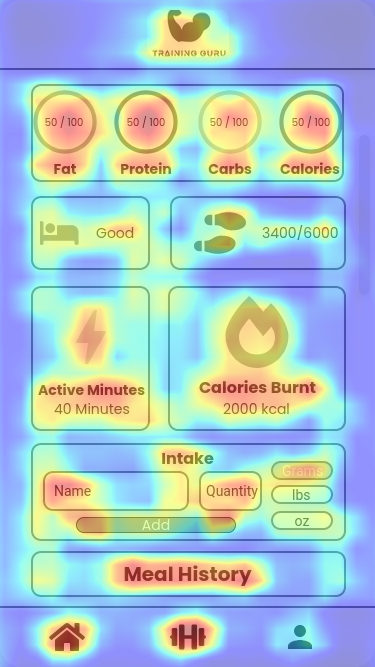 TRAINING GURU
50 / 100 50 / 100 50 / 100 50 / 100
Fat Protein Carbs Calories
Good 3400/6000
Active Minutes
40 Minutes
Calories Burnt
2000 kcal
Intake
Name Quantity
Grams
lbs
oz
Add
Meal History